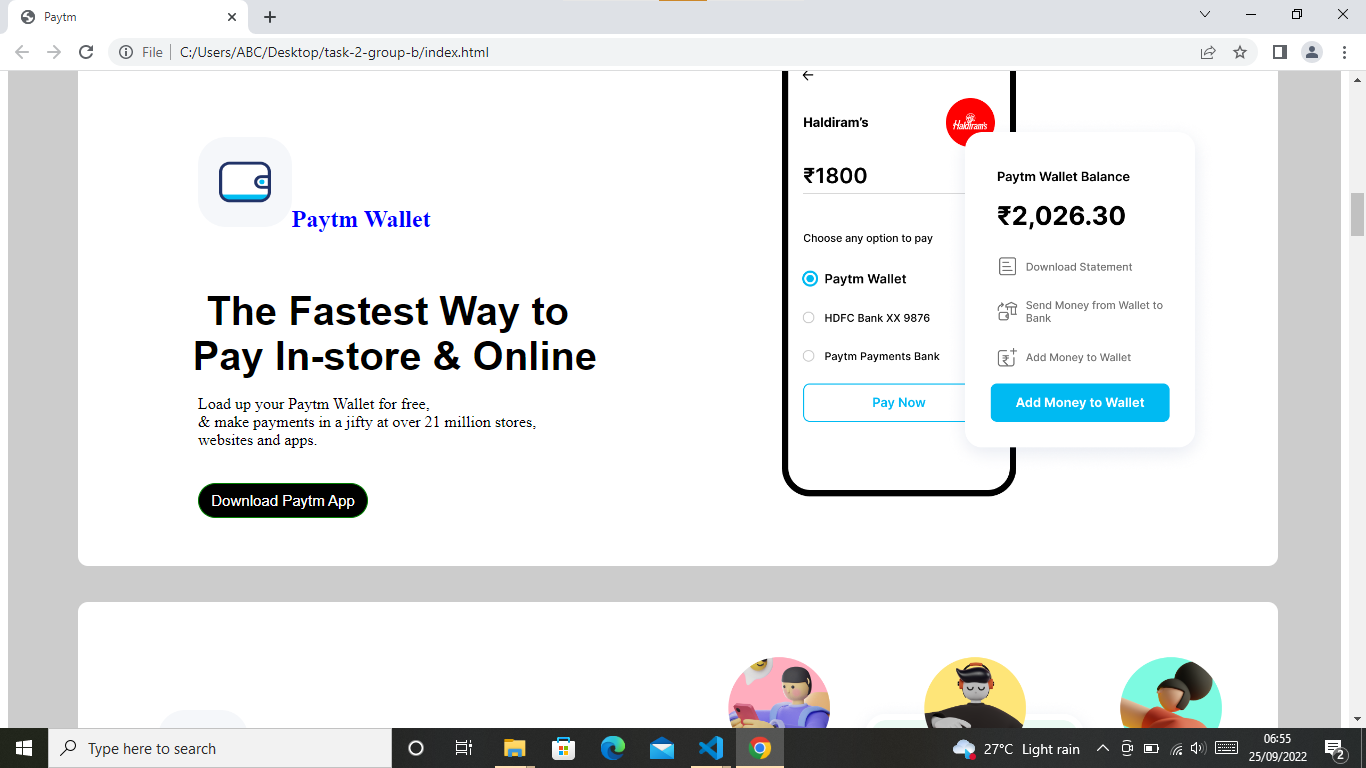 Paytm
File
C:/Users/ABC/Desktop/task-2-group-b/index.html
Haldiram's
Haldiram's
₹1800
Paytm Wallet
Choose any option to pay
Paytm Wallet
HDFC Bank XX 9876
Paytm Payments Bank
Pay Now
Paytm Wallet Balance
₹2,026.30
Download Statement
Send Money from Wallet to
Bank
Add Money to Wallet
Add Money to Wallet
The Fastest Way to
Pay In-store & Online
Load up your Paytm Wallet for free,
& make payments in a jifty at over 21 million stores,
websites and apps.
Download Paytm App
Type here to search
27°C Light rain
06:55
25/09/2022
2